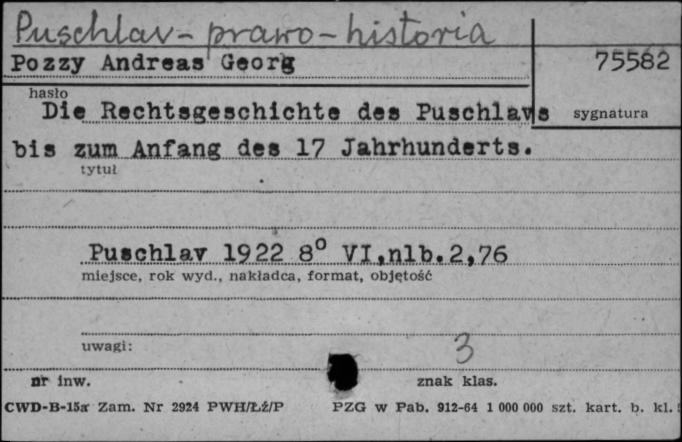 Puschlav - prawo - historia
Pozzy Andreas Georg 75582
hasło
Die Rechtsgeschichte des Puschlavs sygnatura
bis zum Anfang des 17 Jahrhunderts.
tytuł
Puschlav 1922 8° VI,nlb.2,76
miejsce, rok wyd., nakładca, format, objętość
uwagi: 3
nr inw. znak klas.
CWD-B-15a Zam. Nr 2924 PWH/Łź/P PZG w Pab. 912-64 1 000 000 szt. kart. b. kl.